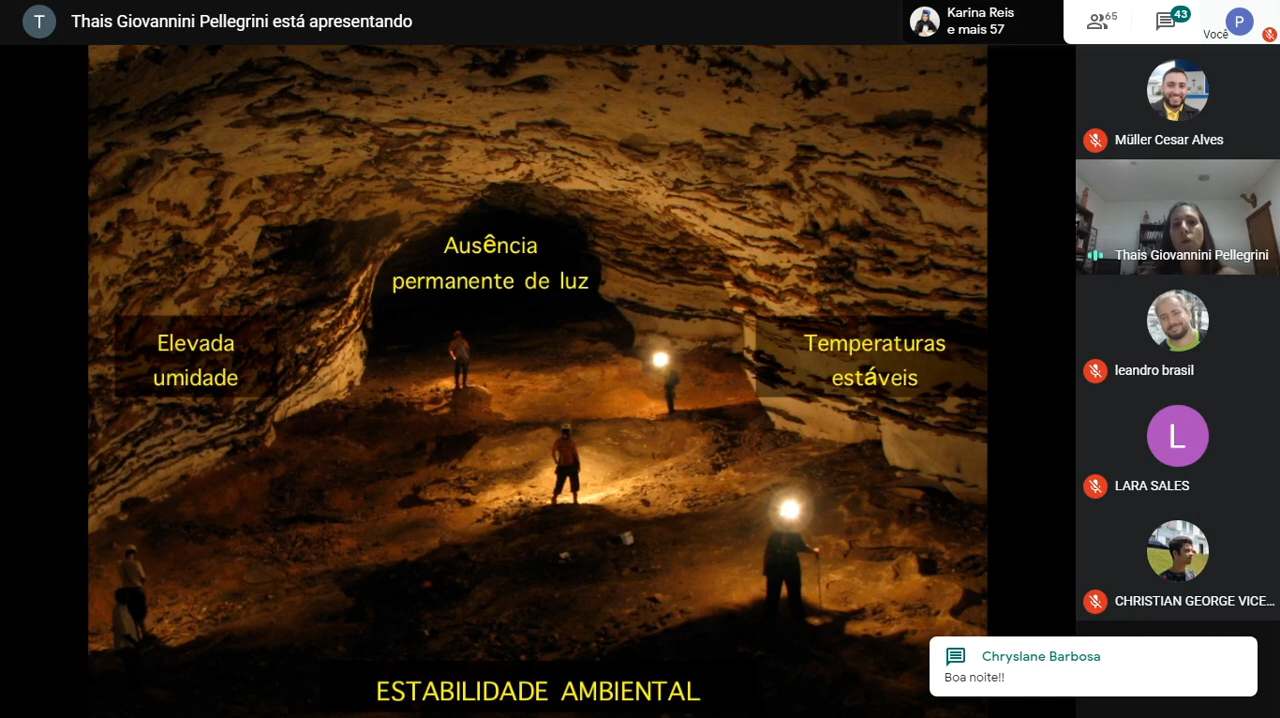 T
Thais Giovannini Pellegrini está apresentando
Karina Reis
e mais 57
65
43
Você
P
Ausência
permanente de luz
Elevada
umidade
Temperaturas
estáveis
ESTABILIDADE AMBIENTAL
Müller Cesar Alves
Thais Giovannini Pellegrini
leandro brasil
L
LARA SALES
CHRISTIAN GEORGE VICE...
Chryslane Barbosa
Boa noite!!